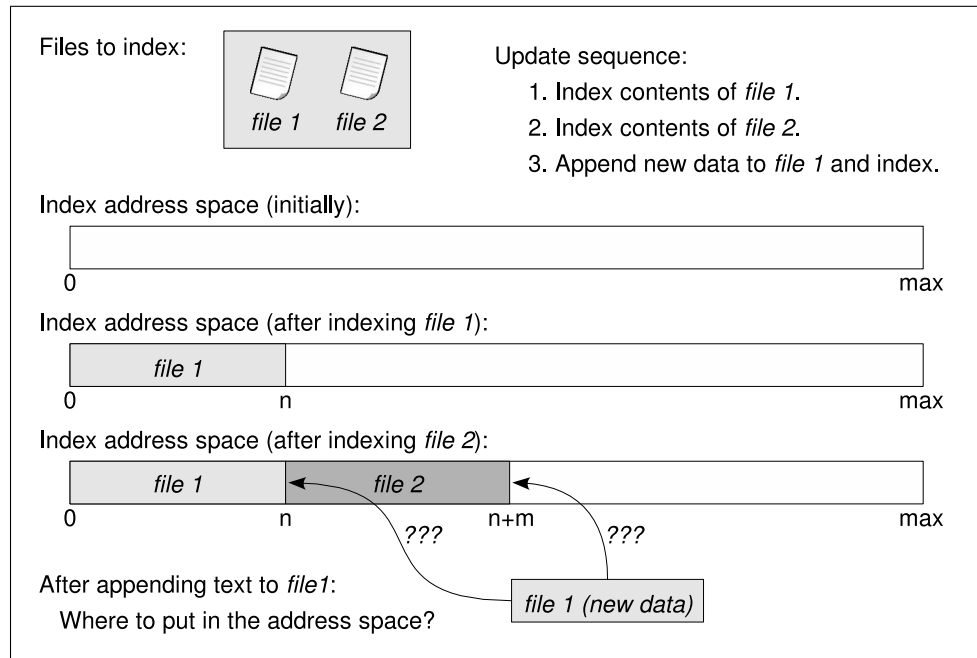 Files to index:
file 1 file 2
Update sequence:
1. Index contents of file 1.
2. Index contents of file 2.
3. Append new data to file 1 and index.
Index address space (initially):
0 max
Index address space (after indexing file 1):
file 1
0 n max
Index address space (after indexing file 2):
file 1 file 2
0 n n+m max
??? ???
After appending text to file1:
Where to put in the address space?
file 1 (new data)